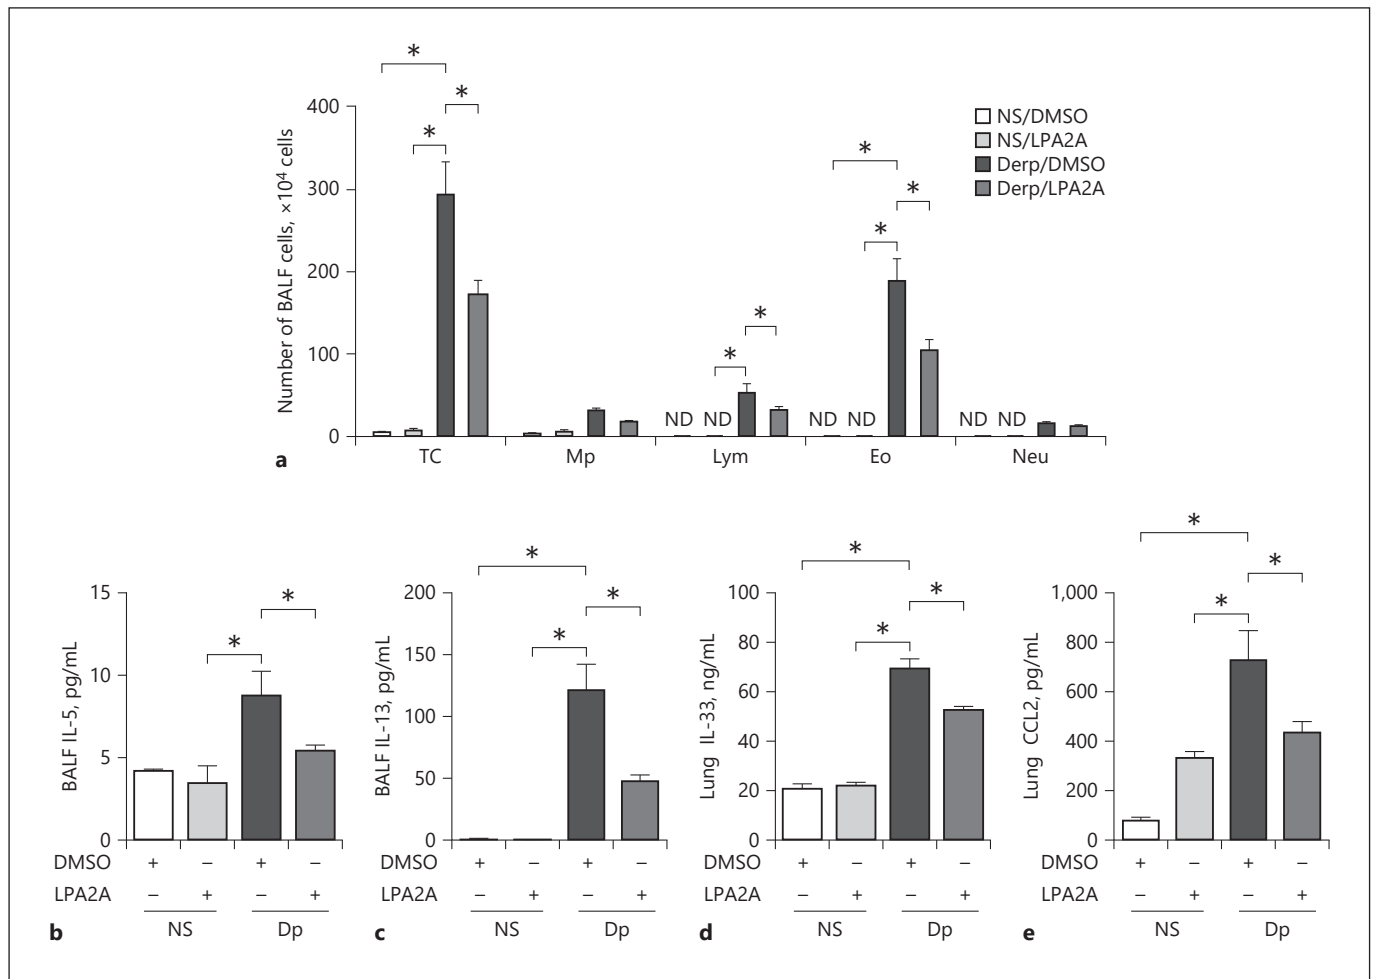 *
*
*
400
300
200
100
0
Number of BALF cells, ×10⁴ cells
NS/DMSO
NS/LPA2A
Derp/DMSO
Derp/LPA2A
*
*
*
*
*
ND ND ND ND ND ND
TC Mp Lym Eo Neu
a
*
*
15
10
5
0
BALF IL-5, pg/mL
DMSO + – + –
LPA2A – + – +
NS Dp
b
*
*
*
200
150
100
50
0
BALF IL-13, pg/mL
DMSO + – + –
LPA2A – + – +
NS Dp
c
*
*
*
100
80
60
40
20
0
Lung IL-33, ng/mL
DMSO + – + –
LPA2A – + – +
NS Dp
d
*
*
*
1,000
800
600
400
200
0
Lung CCL2, pg/mL
DMSO + – + –
LPA2A – + – +
NS Dp
e